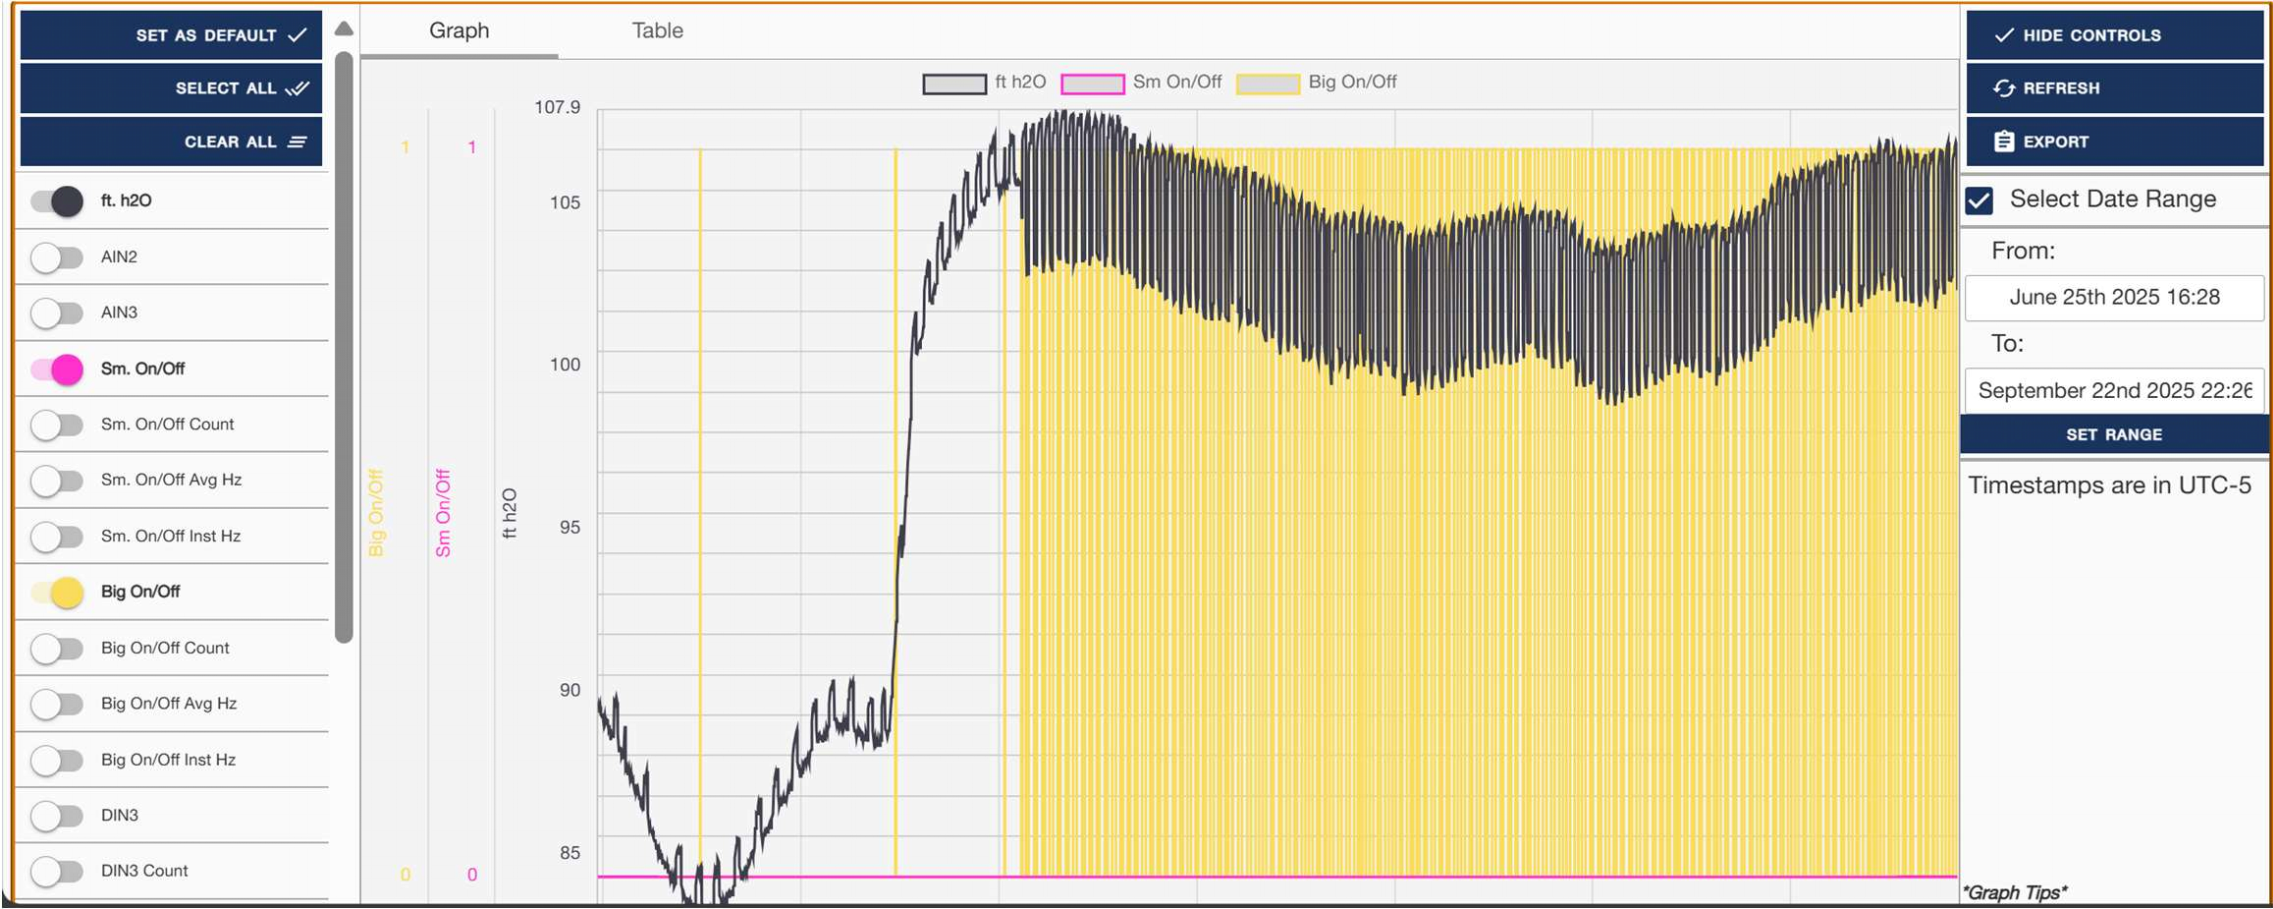 SET AS DEFAULT
SELECT ALL
CLEAR ALL
ft. h2O
AIN2
AIN3
Sm. On/Off
Sm. On/Off Count
Sm. On/Off Avg Hz
Sm. On/Off Inst Hz
Big On/Off
Big On/Off Count
Big On/Off Avg Hz
Big On/Off Inst Hz
DIN3
DIN3 Count
Graph Table
ft h2O Sm On/Off Big On/Off
1
0
Big On/Off
1
0
Sm On/Off
107.9
105
100
95
90
85
ft h2O
HIDE CONTROLS
REFRESH
EXPORT
Select Date Range
From:
June 25th 2025 16:28
To:
September 22nd 2025 22:26
SET RANGE
Timestamps are in UTC-5
*Graph Tips*